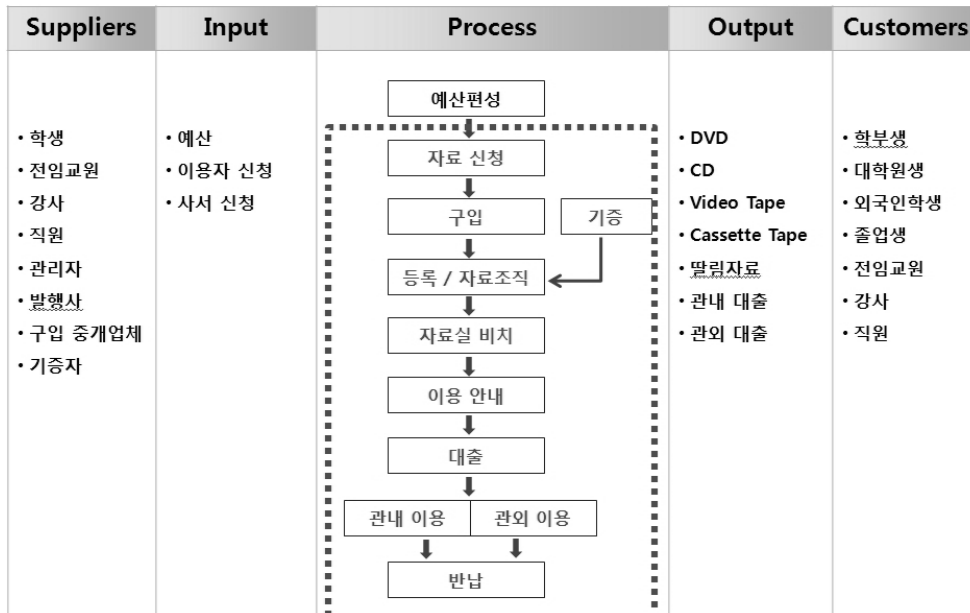 Suppliers
Input
Process
Output
Customers
• 학생
• 전임교원
• 강사
• 직원
• 관리자
• 발행사
• 구입 중개업체
• 기증자
• 예산
• 이용자 신청
• 사서 신청
예산편성
자료 신청
구입
기증
등록 / 자료조직
자료실 비치
이용 안내
대출
관내 이용
관외 이용
반납
• DVD
• CD
• Video Tape
• Cassette Tape
• 딸림자료
• 관내 대출
• 관외 대출
• 학부생
• 대학원생
• 외국인학생
• 졸업생
• 전임교원
• 강사
• 직원